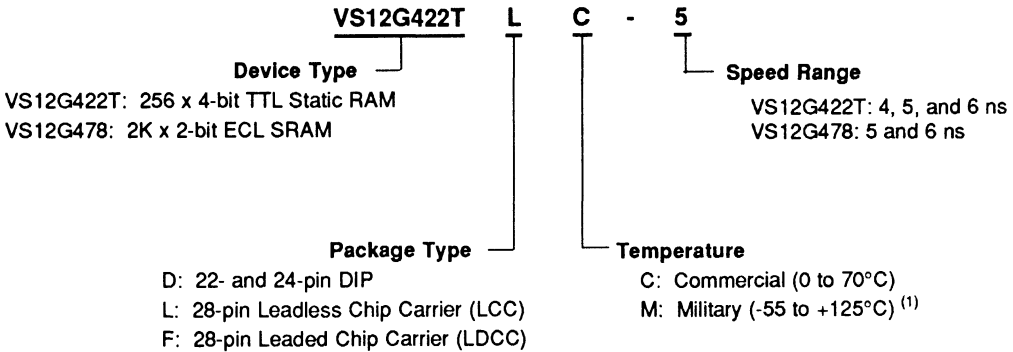 VS12G422T L C - 5
Device Type
VS12G422T: 256 x 4-bit TTL Static RAM
VS12G478: 2K x 2-bit ECL SRAM
Speed Range
VS12G422T: 4, 5, and 6 ns
VS12G478: 5 and 6 ns
Package Type
D: 22- and 24-pin DIP
L: 28-pin Leadless Chip Carrier (LCC)
F: 28-pin Leaded Chip Carrier (LDCC)
Temperature
C: Commercial (0 to 70°C)
M: Military (-55 to +125°C) (1)